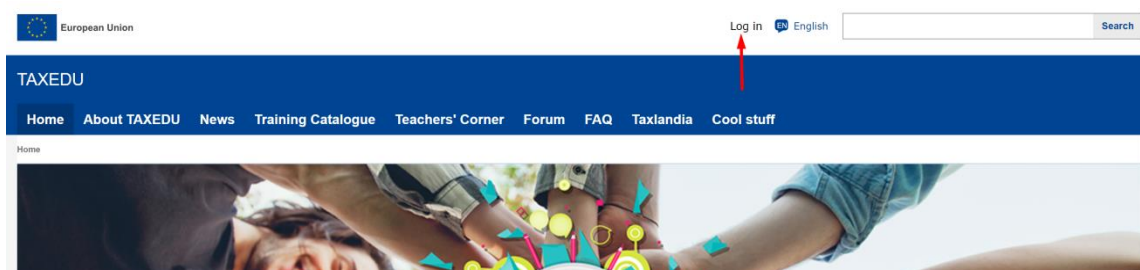 European Union
Log in EN English Search
TAXEDU
Home About TAXEDU News Training Catalogue Teachers' Corner Forum FAQ Taxlandia Cool stuff
Home